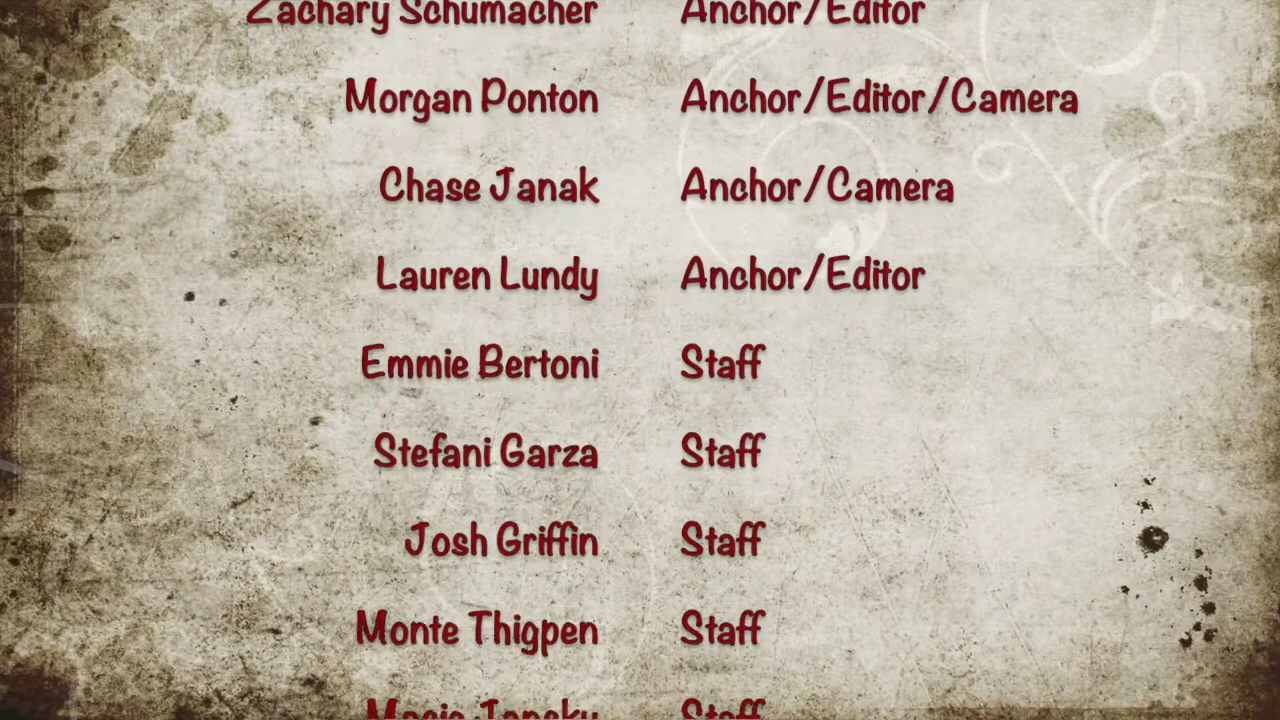 Zachary Schumacher Anchor/Editor
Morgan Ponton Anchor/Editor/Camera
Chase Janak Anchor/Camera
Lauren Lundy Anchor/Editor
Emmie Bertoni Staff
Stefani Garza Staff
Josh Griffin Staff
Monte Thigpen Staff
Staff